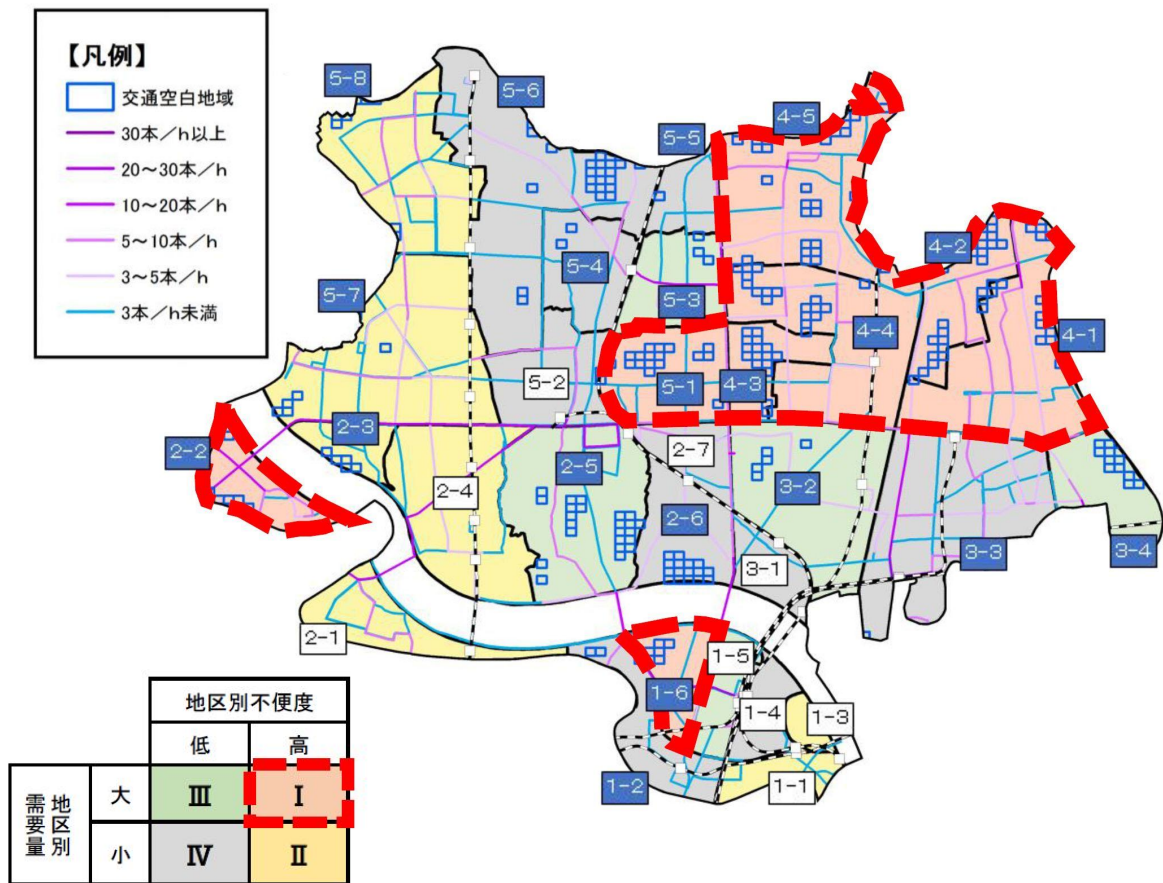 【凡例】
交通空白地域
30本／h以上
20～30本／h
10～20本／h
5～10本／h
3～5本／h
3本／h未満
5-8
5-6
5-5
4-5
4-2
5-7
5-4
5-3
4-4
4-1
5-2
5-1
4-3
2-2
2-3
2-4
2-5
2-7
2-6
3-2
3-1
3-3
3-4
2-1
1-5
1-6
1-4
1-3
1-2
1-1
地区別不便度
低
高
地区別需要量
大
Ⅲ
Ⅰ
小
Ⅳ
Ⅱ